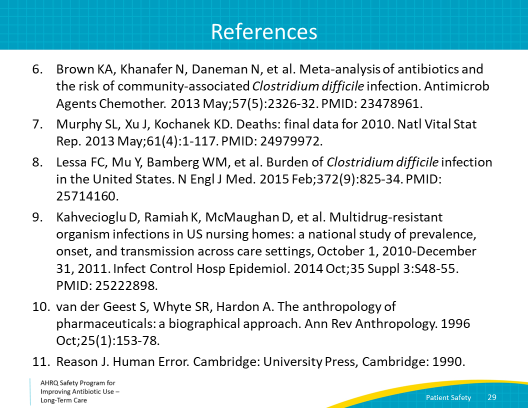 References
6. Brown KA, Khanafer N, Daneman N, et al. Meta-analysis of antibiotics and
the risk of community-associated Clostridium difficile infection. Antimicrob
Agents Chemother. 2013 May;57(5):2326-32. PMID: 23478961.
7. Murphy SL, Xu J, Kochanek KD. Deaths: final data for 2010. Natl Vital Stat
Rep. 2013 May;61(4):1-117. PMID: 24979972.
8. Lessa FC, Mu Y, Bamberg WM, et al. Burden of Clostridium difficile infection
in the United States. N Engl J Med. 2015 Feb;372(9):825-34. PMID:
25714160.
9. Kahvecioglu D, Ramiah K, McMaughan D, et al. Multidrug-resistant
organism infections in US nursing homes: a national study of prevalence,
onset, and transmission across care settings, October 1, 2010-December
31, 2011. Infect Control Hosp Epidemiol. 2014 Oct;35 Suppl 3:S48-55.
PMID: 25222898.
10. van der Geest S, Whyte SR, Hardon A. The anthropology of
pharmaceuticals: a biographical approach. Ann Rev Anthropology. 1996
Oct;25(1):153-78.
11. Reason J. Human Error. Cambridge: University Press, Cambridge: 1990.
AHRQ Safety Program for
Improving Antibiotic Use –
Long-Term Care
Patient Safety 29